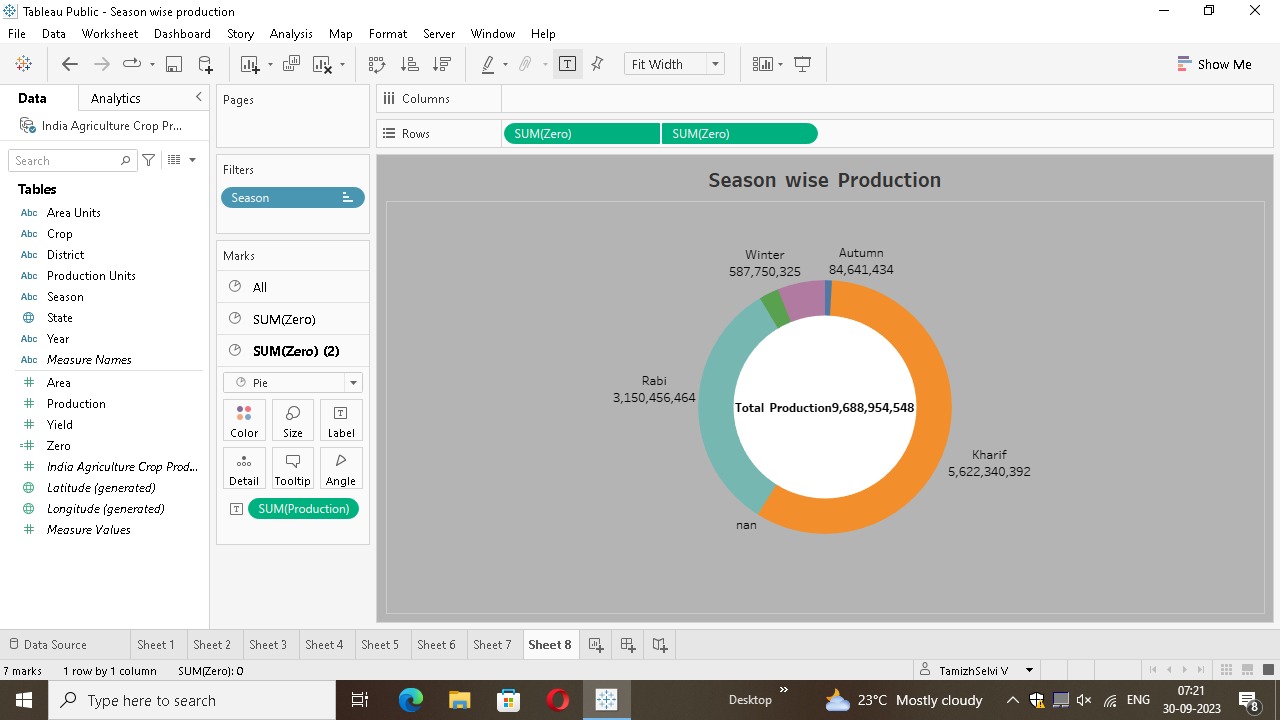 Tableau Public - Season wise production
File Data Worksheet Dashboard Story Analysis Map Format Server Window Help
Fit Width
Show Me
Data Analytics
India Agriculture Crop Pr...
Search
Tables
Abc Area Units
Abc Crop
Abc District
Abc Production Units
Abc Season
State
Abc Year
Abc Measure Names
Area
Production
Yield
Zero
India Agriculture Crop Prod...
Latitude (generated)
Longitude (generated)
Measure Values
Pages
Filters
Season
Marks
All
SUM(Zero)
SUM(Zero) (2)
Pie
Color Size Label
Detail Tooltip Angle
SUM(Production)
Columns
Rows SUM(Zero) SUM(Zero)
Season wise Production
Winter
587,750,325
Autumn
84,641,434
Rabi
3,150,456,464
Total Production9,688,954,548
Kharif
5,622,340,392
nan
Data Source Sheet 1 Sheet 2 Sheet 3 Sheet 4 Sheet 5 Sheet 6 Sheet 7 Sheet 8
7 marks 1 row by 1 column SUM(Zero): 0 TamizhSelvi V
Type here to search
Desktop
23°C Mostly cloudy
ENG
07:21
30-09-2023
8